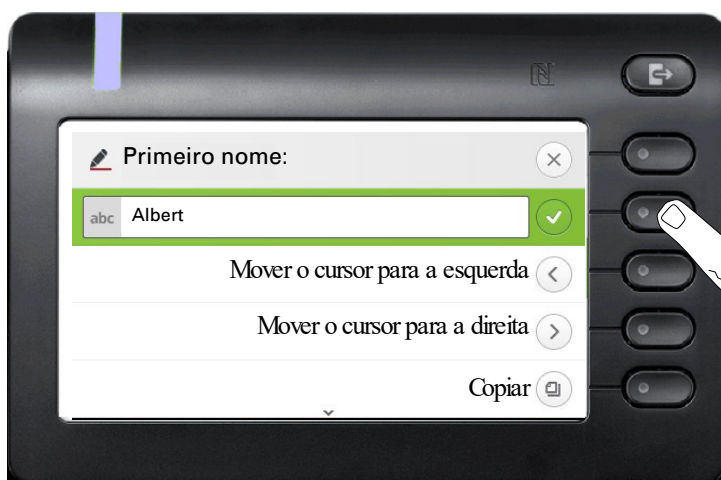 Primeiro nome:
abc Albert
Mover o cursor para a esquerda
Mover o cursor para a direita
Copiar